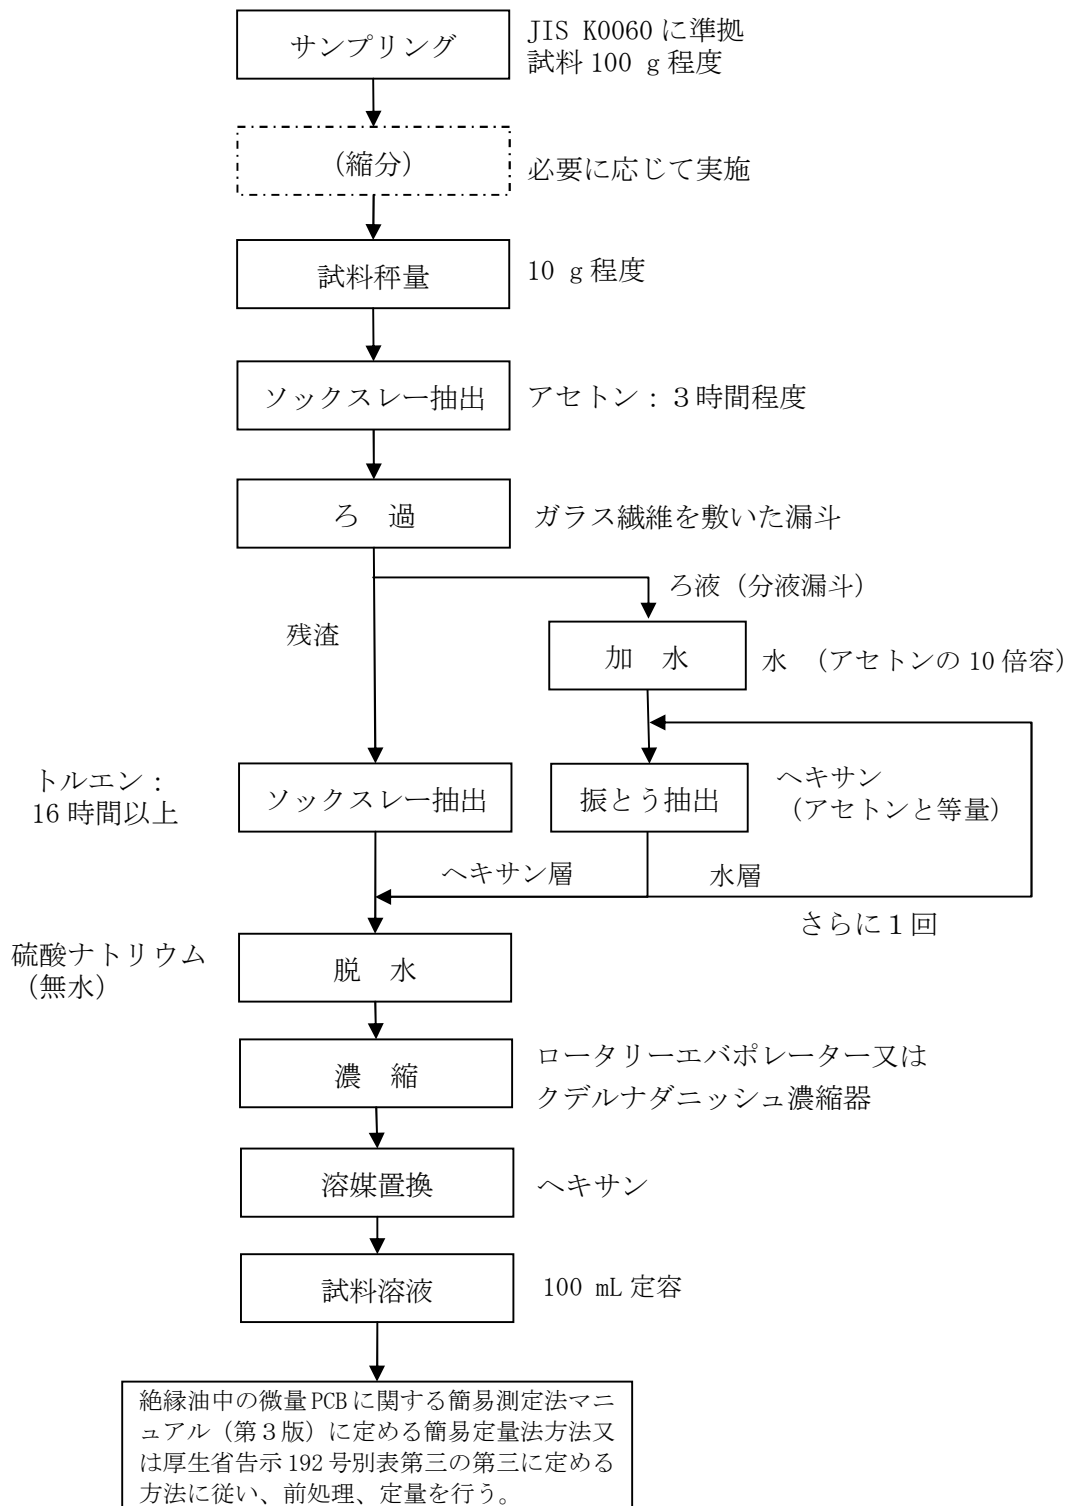 サンプリング
JIS K0060 に準拠
試料 100 g 程度
(縮分)
必要に応じて実施
試料秤量
10 g 程度
ソックスレー抽出
アセトン：３時間程度
ろ　過
ガラス繊維を敷いた漏斗
ろ液（分液漏斗）
残渣
加　水
水　（アセトンの 10 倍容）
トルエン：
16 時間以上
ソックスレー抽出
振とう抽出
ヘキサン
（アセトンと等量）
ヘキサン層
水層
さらに１回
硫酸ナトリウム
（無水）
脱　水
濃　縮
ロータリーエバポレーター又は
クデルナダニッシュ濃縮器
溶媒置換
ヘキサン
試料溶液
100 mL 定容
絶縁油中の微量 PCB に関する簡易測定法マニ
ュアル（第３版）に定める簡易定量法方法又
は厚生省告示 192 号別表第三の第三に定める
方法に従い、前処理、定量を行う。